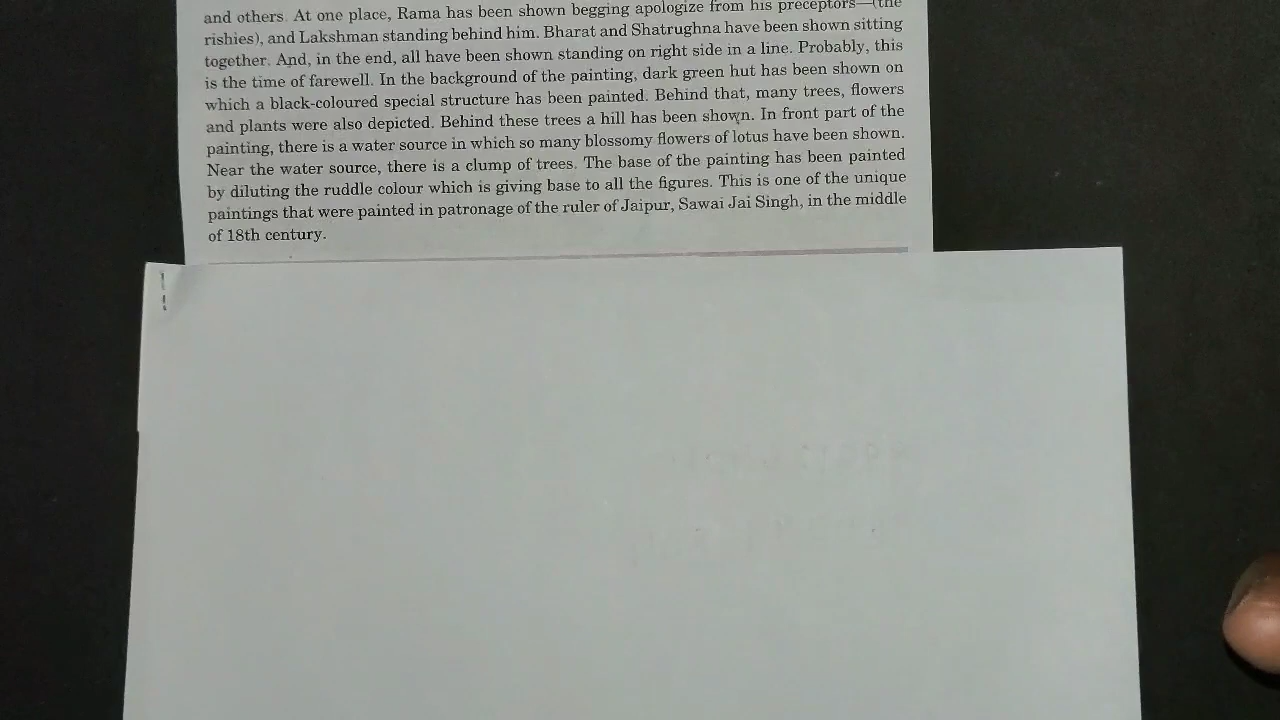 and others. At one place, Rama has been shown begging apologize from his preceptors—(the
rishies), and Lakshman standing behind him. Bharat and Shatrughna have been shown sitting
together. And, in the end, all have been shown standing on right side in a line. Probably, this
is the time of farewell. In the background of the painting, dark green hut has been shown on
which a black-coloured special structure has been painted. Behind that, many trees, flowers
and plants were also depicted. Behind these trees a hill has been shown. In front part of the
painting, there is a water source in which so many blossomy flowers of lotus have been shown.
Near the water source, there is a clump of trees. The base of the painting has been painted
by diluting the ruddle colour which is giving base to all the figures. This is one of the unique
paintings that were painted in patronage of the ruler of Jaipur, Sawai Jai Singh, in the middle
of 18th century.